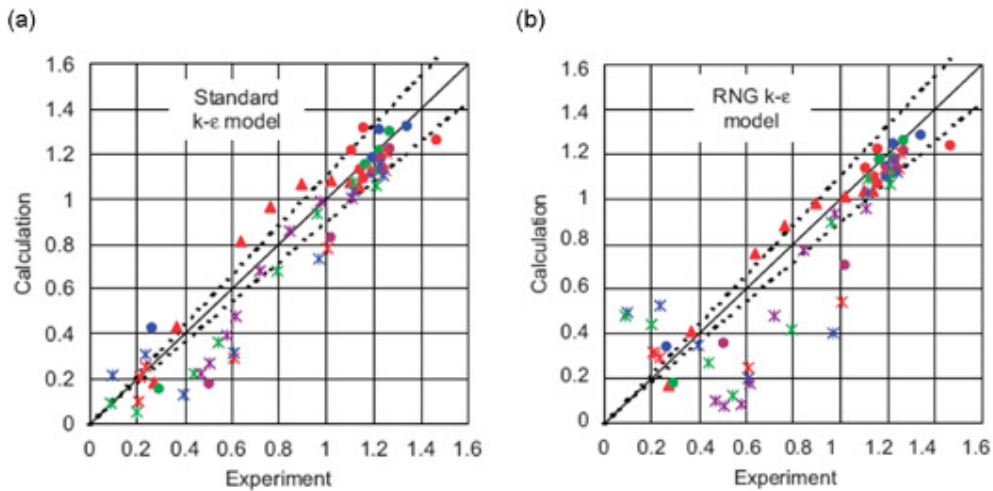 (a)
1.6
1.4
1.2
1
0.8
0.6
0.4
0.2
0
Calculation
Standard
k-ε model
0 0.2 0.4 0.6 0.8 1 1.2 1.4 1.6
Experiment
(b)
1.6
1.4
1.2
1
0.8
0.6
0.4
0.2
0
Calculation
RNG k-ε
model
0 0.2 0.4 0.6 0.8 1 1.2 1.4 1.6
Experiment